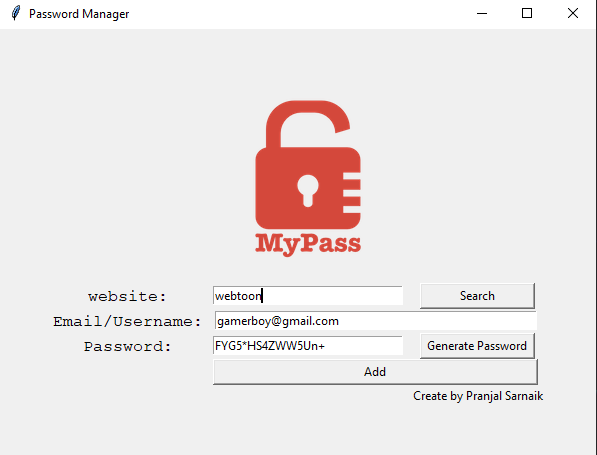 Password Manager
MyPass
website: webtoon Search
Email/Username: gamerboy@gmail.com
Password: FYG5*HS4ZWW5Un+ Generate Password
Add
Create by Pranjal Sarnaik